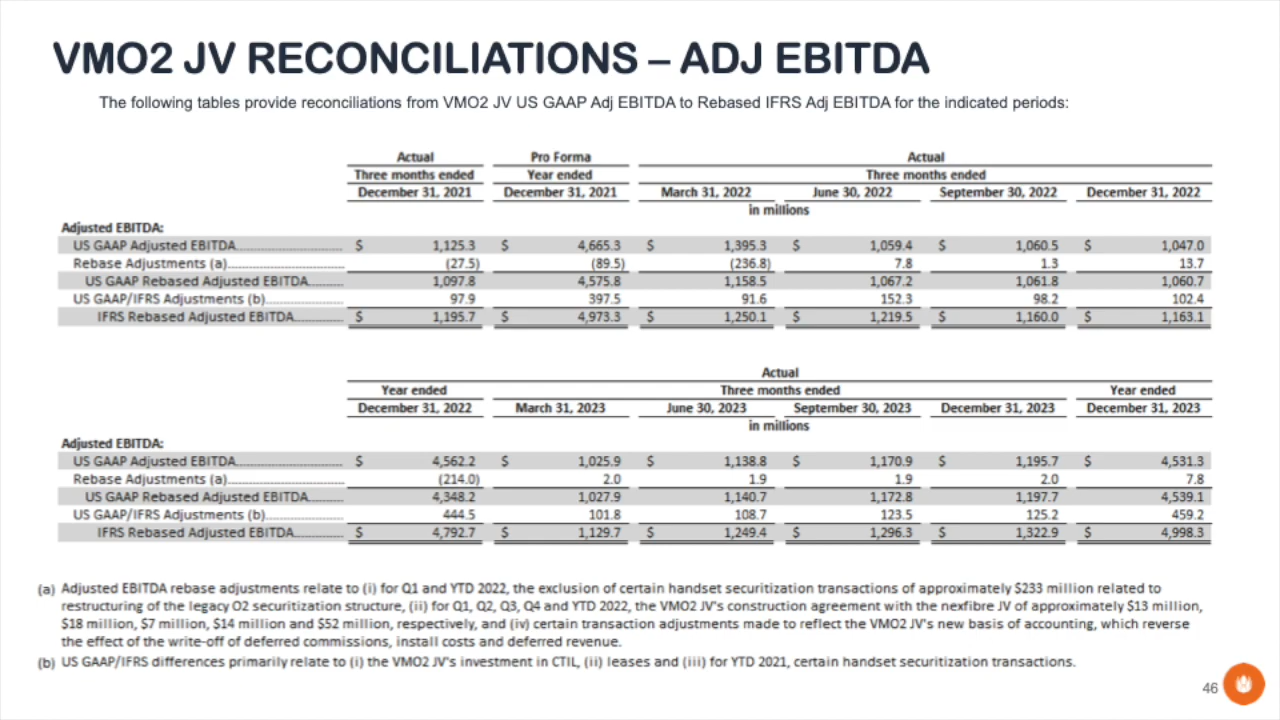 VMO2 JV RECONCILIATIONS – ADJ EBITDA
The following tables provide reconciliations from VMO2 JV US GAAP Adj EBITDA to Rebased IFRS Adj EBITDA for the indicated periods:
Actual Pro Forma Actual
Three months ended Year ended Three months ended
December 31, 2021 December 31, 2021 March 31, 2022 June 30, 2022 September 30, 2022 December 31, 2022
in millions
Adjusted EBITDA:
US GAAP Adjusted EBITDA $ 1,125.3 $ 4,665.3 $ 1,395.3 $ 1,059.4 $ 1,060.5 $ 1,047.0
Rebase Adjustments (a) (27.5) (89.5) (236.8) 7.8 1.3 13.7
US GAAP Rebased Adjusted EBITDA 1,097.8 4,575.8 1,158.5 1,067.2 1,061.8 1,060.7
US GAAP/IFRS Adjustments (b) 97.9 397.5 91.6 152.3 98.2 102.4
IFRS Rebased Adjusted EBITDA $ 1,195.7 $ 4,973.3 $ 1,250.1 $ 1,219.5 $ 1,160.0 $ 1,163.1
Actual
Year ended Three months ended Year ended
December 31, 2022 March 31, 2023 June 30, 2023 September 30, 2023 December 31, 2023 December 31, 2023
in millions
Adjusted EBITDA:
US GAAP Adjusted EBITDA $ 4,562.2 $ 1,025.9 $ 1,138.8 $ 1,170.9 $ 1,195.7 $ 4,531.3
Rebase Adjustments (a) (214.0) 2.0 1.9 1.9 2.0 7.8
US GAAP Rebased Adjusted EBITDA 4,348.2 1,027.9 1,140.7 1,172.8 1,197.7 4,539.1
US GAAP/IFRS Adjustments (b) 444.5 101.8 108.7 123.5 125.2 459.2
IFRS Rebased Adjusted EBITDA $ 4,792.7 $ 1,129.7 $ 1,249.4 $ 1,296.3 $ 1,322.9 $ 4,998.3
(a) Adjusted EBITDA rebase adjustments relate to (i) for Q1 and YTD 2022, the exclusion of certain handset securitization transactions of approximately $233 million related to
restructuring of the legacy O2 securitization structure, (ii) for Q1, Q2, Q3, Q4 and YTD 2022, the VMO2 JV's construction agreement with the nexfibre JV of approximately $13 million,
$18 million, $7 million, $14 million and $52 million, respectively, and (iv) certain transaction adjustments made to reflect the VMO2 JV's new basis of accounting, which reverse
the effect of the write-off of deferred commissions, install costs and deferred revenue.
(b) US GAAP/IFRS differences primarily relate to (i) the VMO2 JV's investment in CTIL, (ii) leases and (iii) for YTD 2021, certain handset securitization transactions.
46